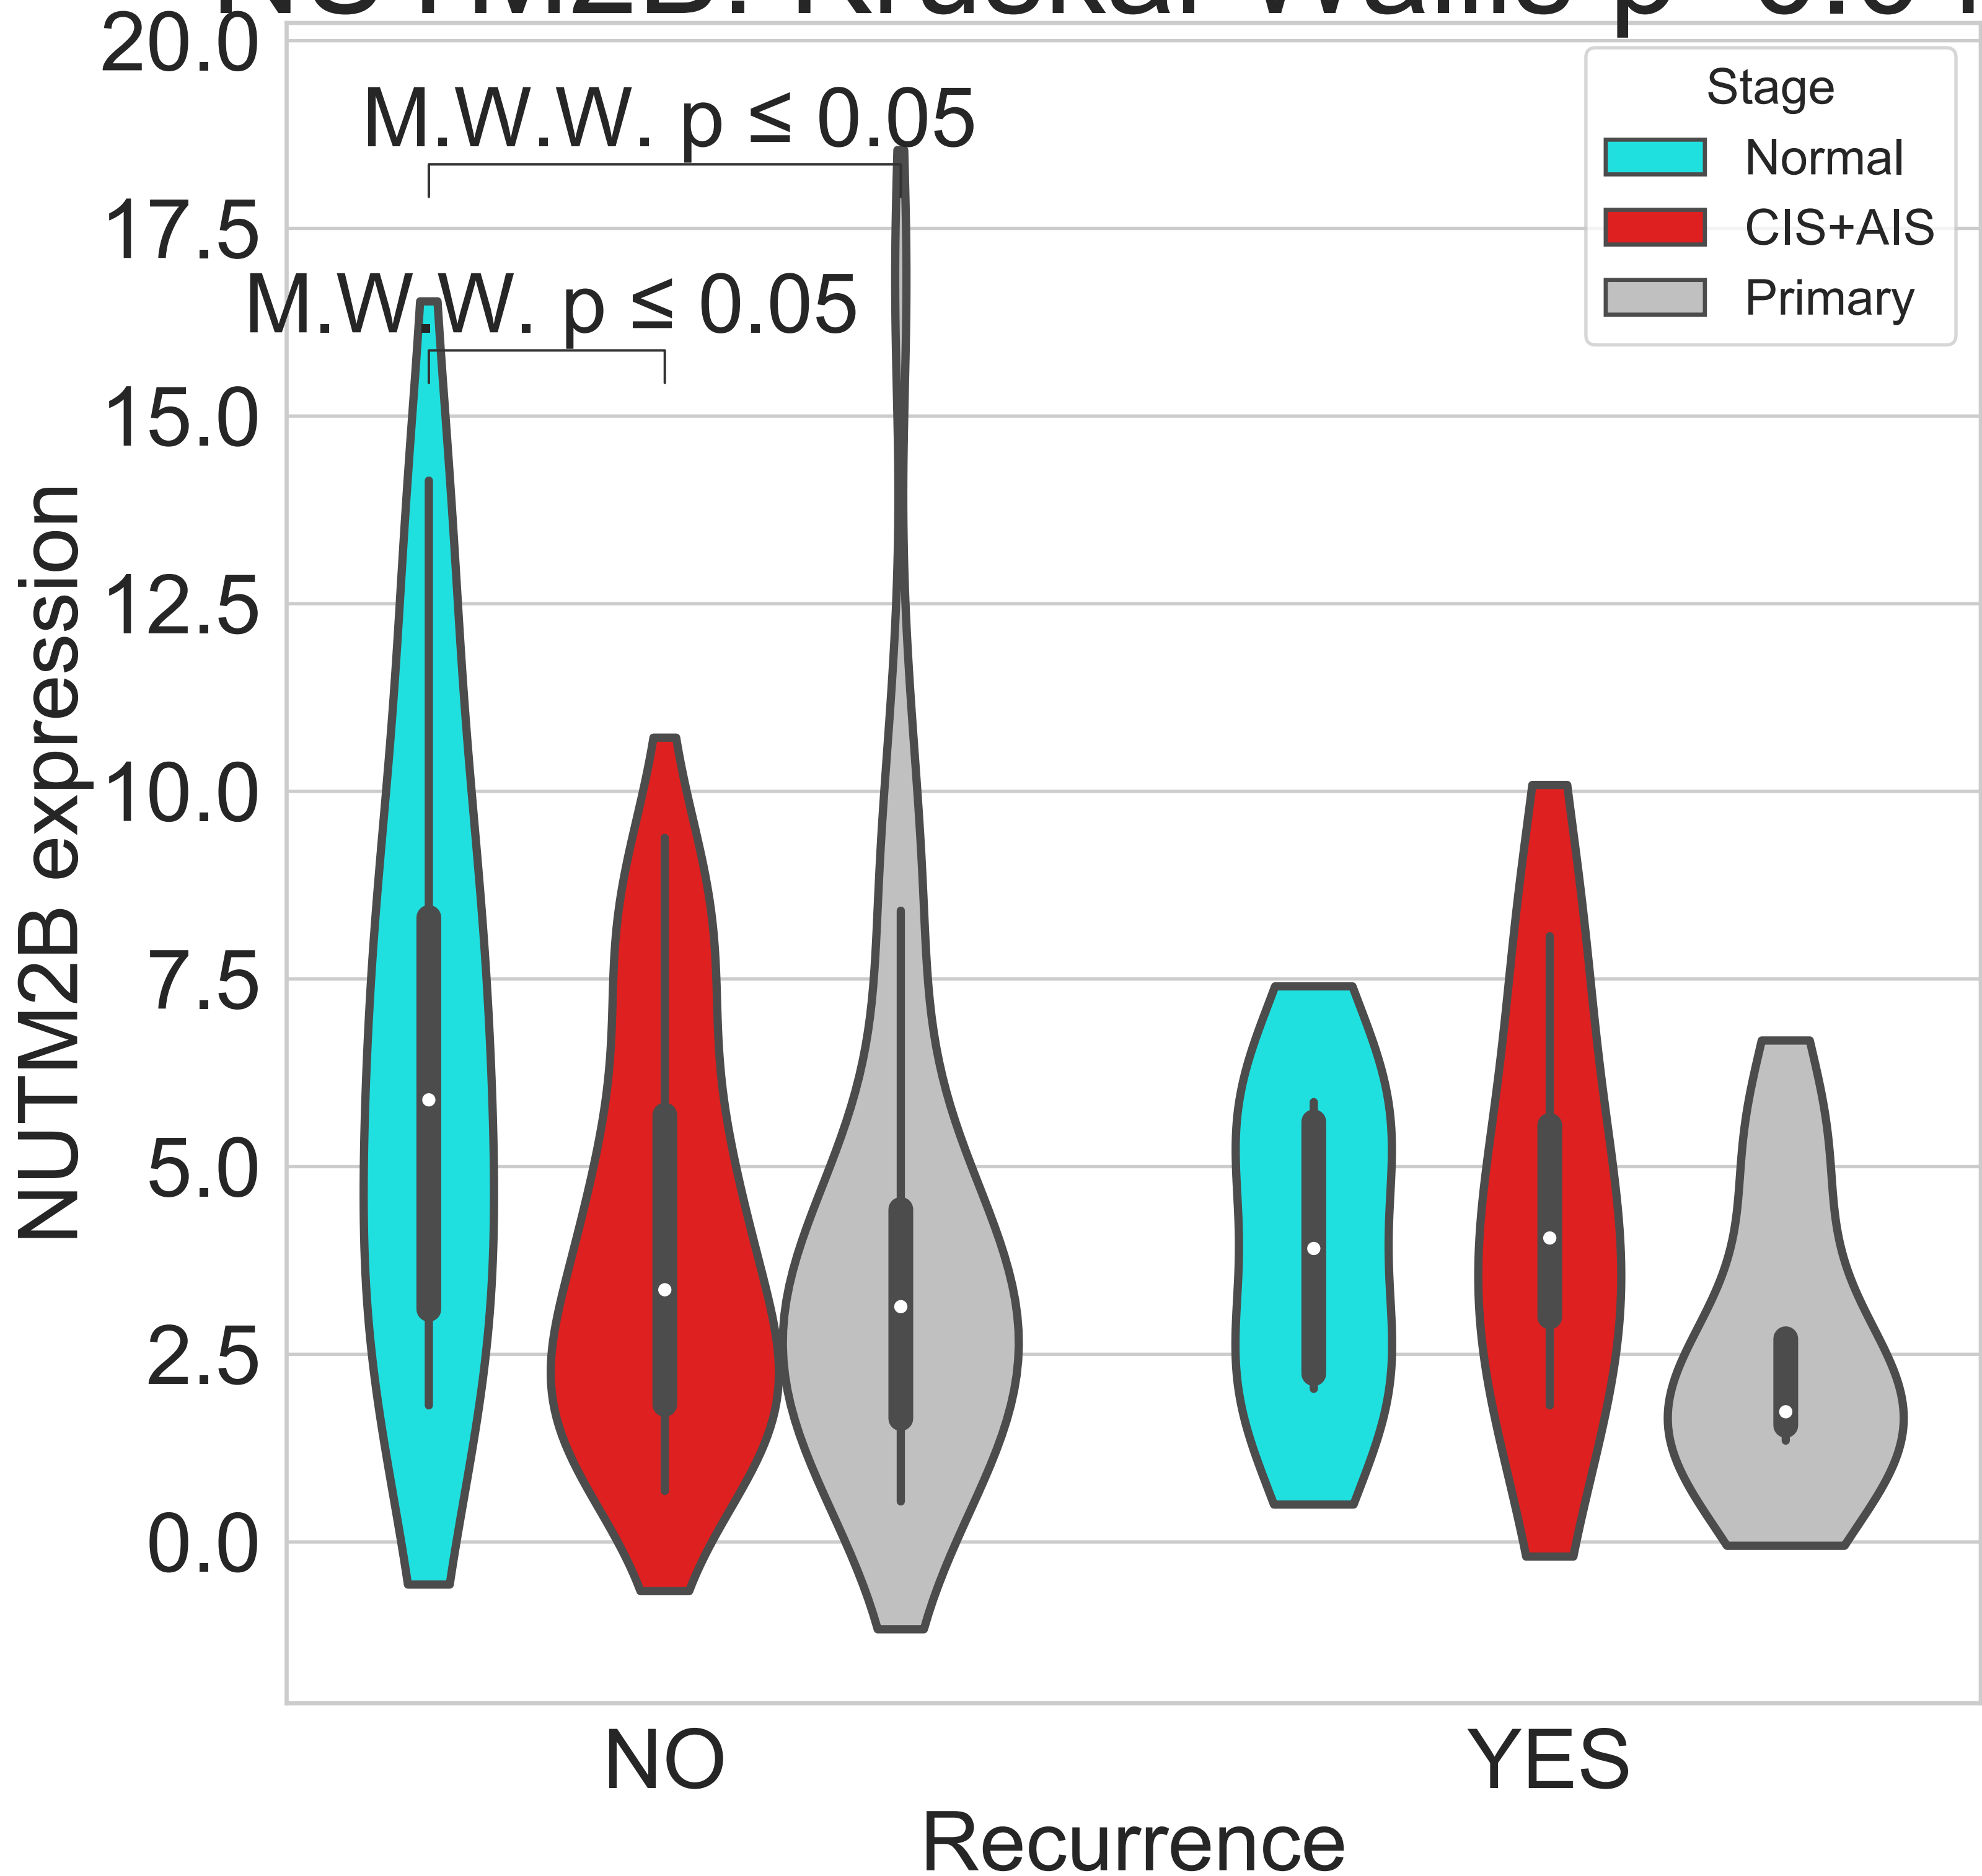 20.0
M.W.W. p ≤ 0.05
Stage
Normal
CIS+AIS
Primary
17.5
M.W.W. p ≤ 0.05
15.0
12.5
10.0
7.5
5.0
2.5
0.0
NUTM2B expression
NO
YES
Recurrence